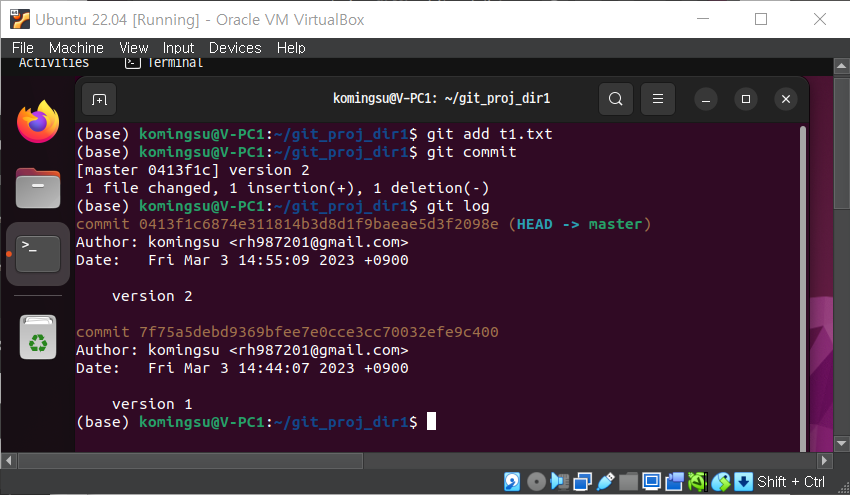 Ubuntu 22.04 [Running] - Oracle VM VirtualBox
File Machine View Input Devices Help
Activities Terminal
komingsu@V-PC1: ~/git_proj_dir1
(base) komingsu@V-PC1:~/git_proj_dir1$ git add t1.txt
(base) komingsu@V-PC1:~/git_proj_dir1$ git commit
[master 0413f1c] version 2
 1 file changed, 1 insertion(+), 1 deletion(-)
(base) komingsu@V-PC1:~/git_proj_dir1$ git log
commit 0413f1c6874e311814b3d8d1f9baeae5d3f2098e (HEAD -> master)
Author: komingsu <rh987201@gmail.com>
Date:   Fri Mar 3 14:55:09 2023 +0900
    version 2
commit 7f75a5debd9369bfee7e0cce3cc70032efe9c400
Author: komingsu <rh987201@gmail.com>
Date:   Fri Mar 3 14:44:07 2023 +0900
    version 1
(base) komingsu@V-PC1:~/git_proj_dir1$
Shift + Ctrl